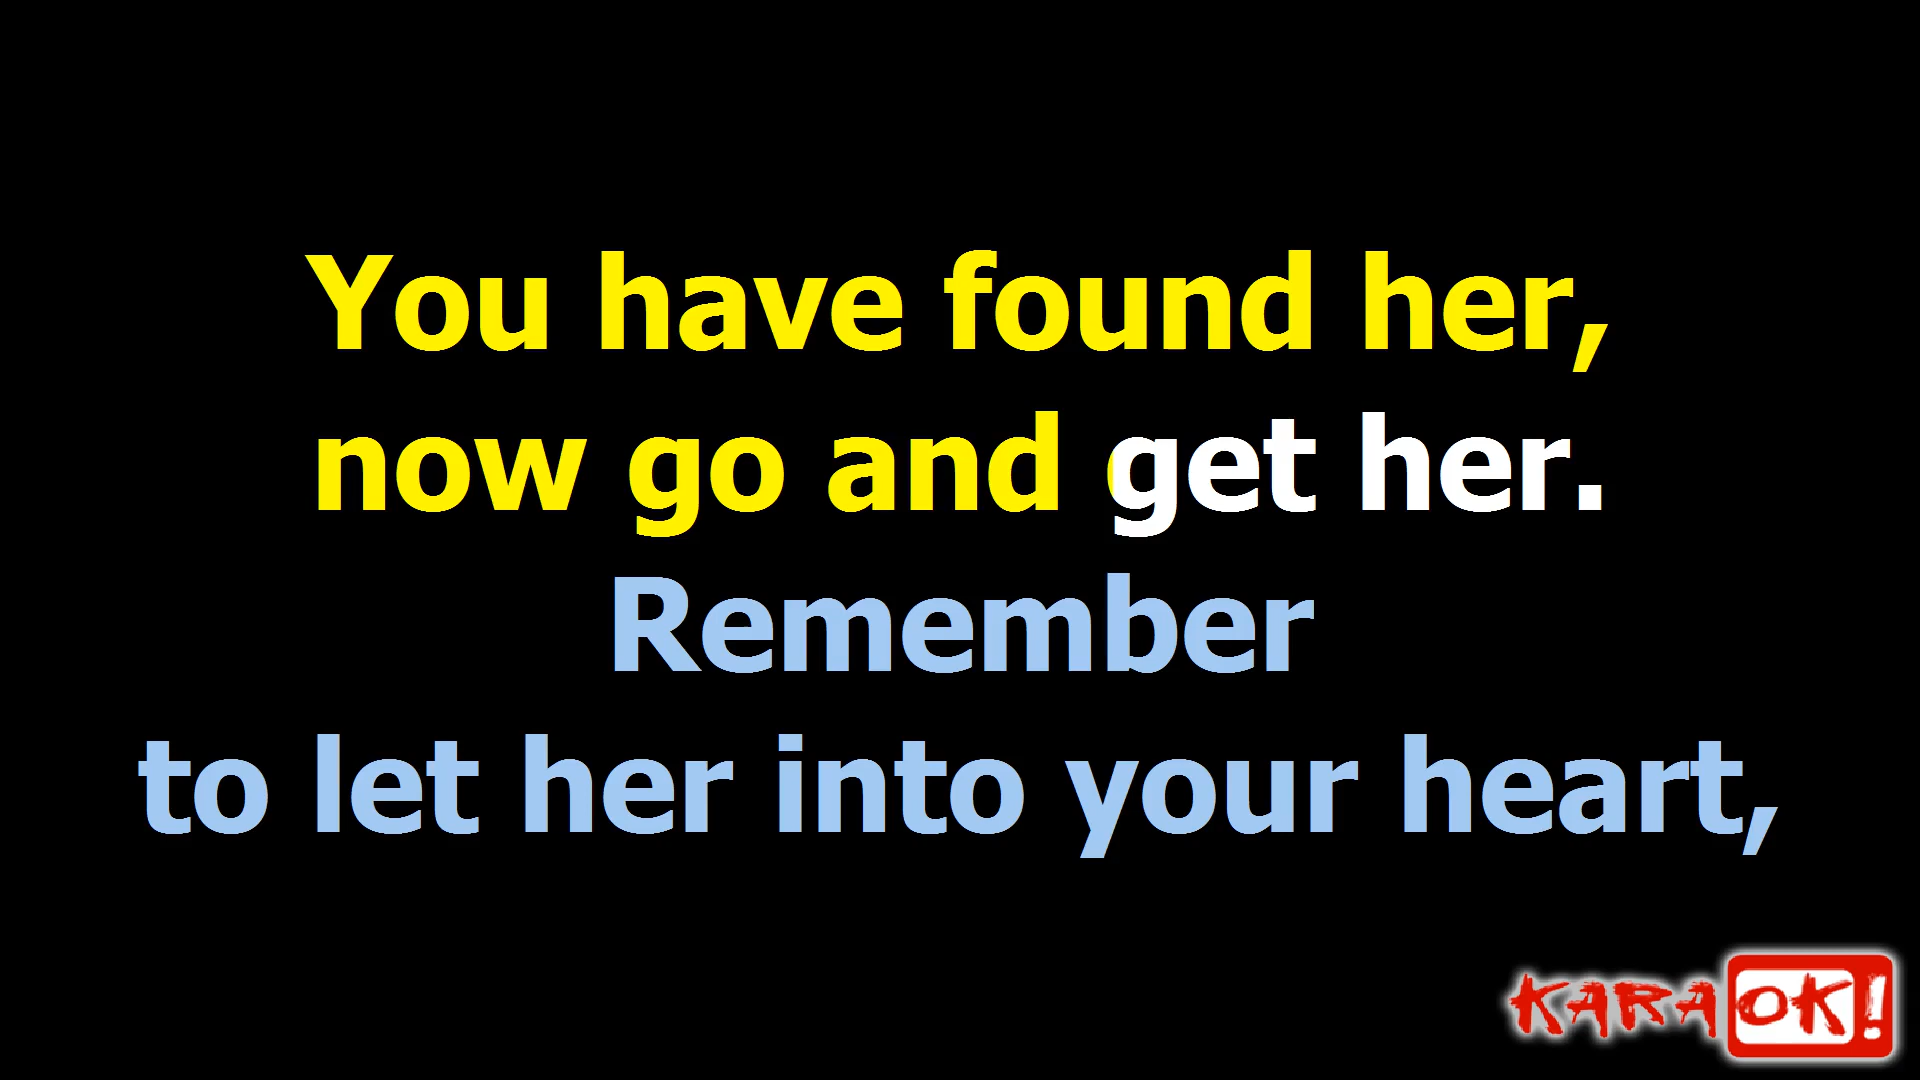 You have found her,
now go and get her.
Remember
to let her into your heart,
KARAOK!